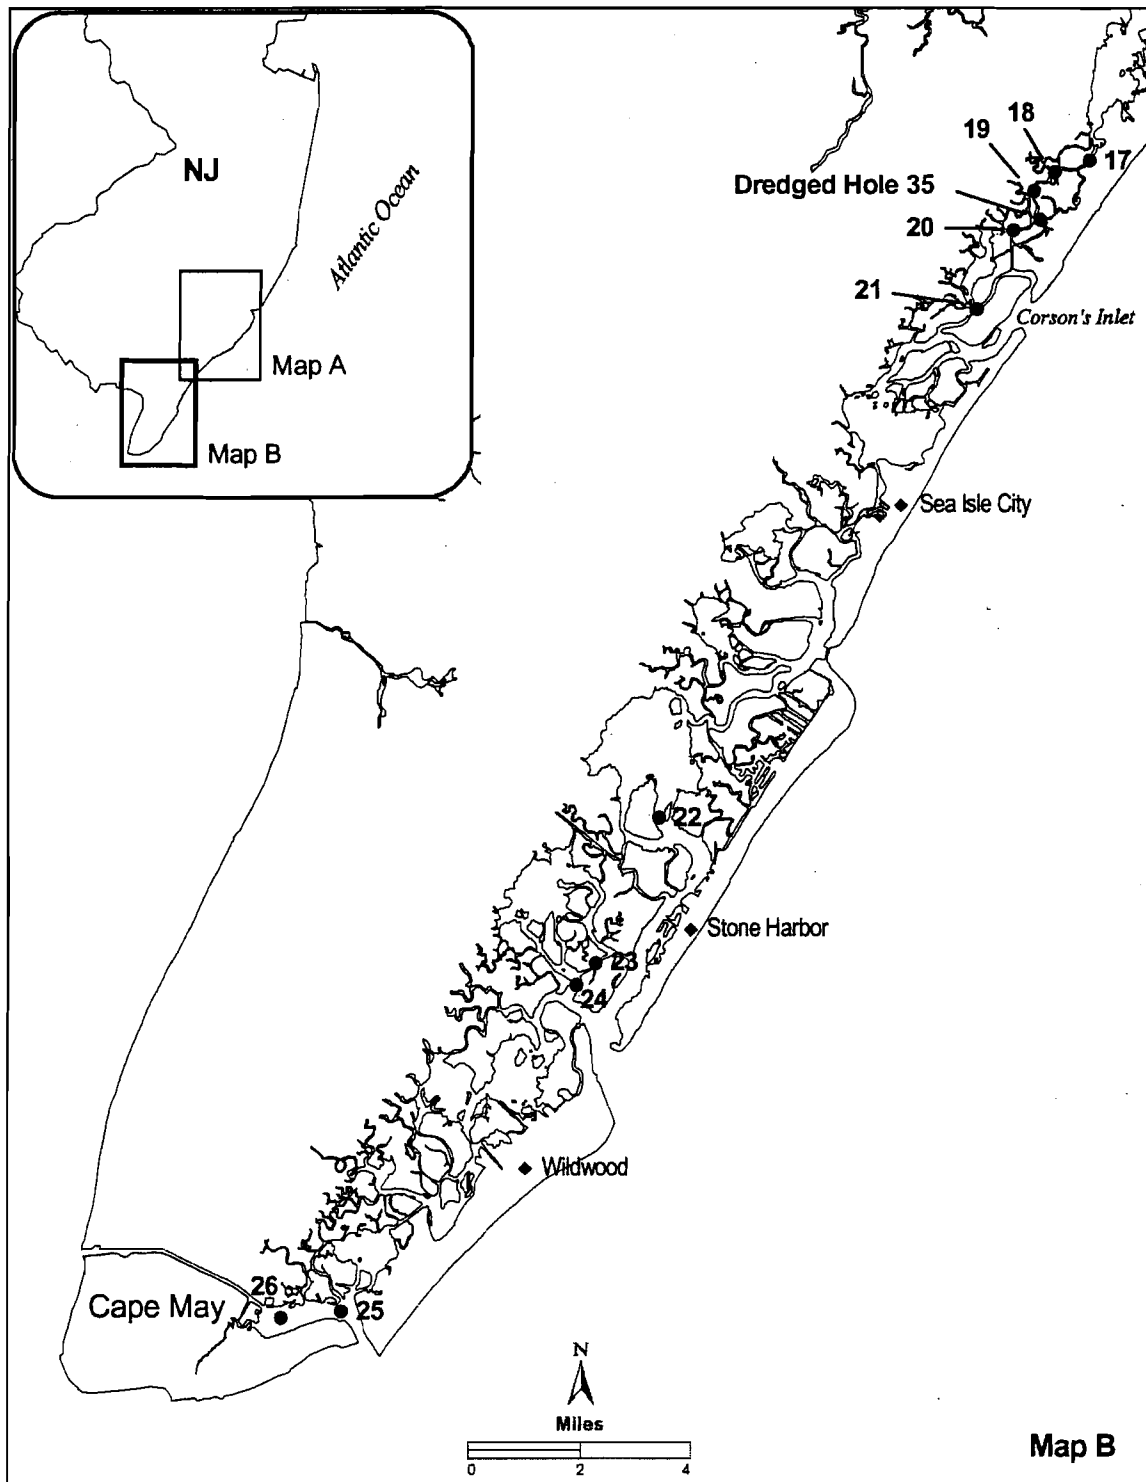 NJ
Atlantic Ocean
Map A
Map B
18
19
17
Dredged Hole 35
20
21
Corson's Inlet
Sea Isle City
22
Stone Harbor
23
24
Wildwood
26
Cape May
25
N
Miles
0 2 4
Map B